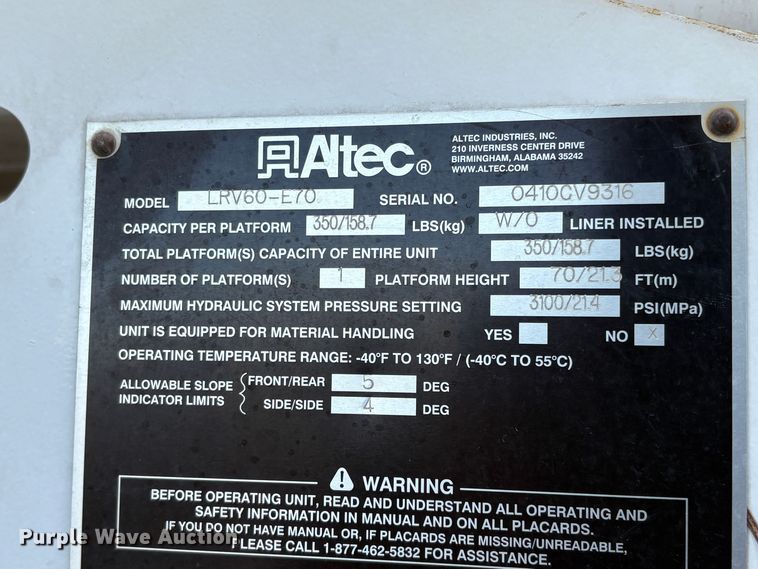 Altec®
ALTEC INDUSTRIES, INC.
210 INVERNESS CENTER DRIVE
BIRMINGHAM, ALABAMA 35242
WWW.ALTEC.COM
MODEL LRV60-E70 SERIAL NO. 0410CV9316
CAPACITY PER PLATFORM 350/158.7 LBS(kg) W/O LINER INSTALLED
TOTAL PLATFORM(S) CAPACITY OF ENTIRE UNIT 350/158.7 LBS(kg)
NUMBER OF PLATFORM(S) 1 PLATFORM HEIGHT 70/21.3 FT(m)
MAXIMUM HYDRAULIC SYSTEM PRESSURE SETTING 3100/21.4 PSI(MPa)
UNIT IS EQUIPPED FOR MATERIAL HANDLING YES NO X
OPERATING TEMPERATURE RANGE: -40°F TO 130°F / (-40°C TO 55°C)
ALLOWABLE SLOPE INDICATOR LIMITS
FRONT/REAR 5 DEG
SIDE/SIDE 4 DEG
WARNING
BEFORE OPERATING UNIT, READ AND UNDERSTAND ALL OPERATING AND
SAFETY INFORMATION IN MANUAL AND ON ALL PLACARDS.
IF YOU DO NOT HAVE MANUAL OR, IF PLACARDS ARE MISSING/UNREADABLE,
PLEASE CALL 1-877-462-5832 FOR ASSISTANCE.
Purple Wave Auction